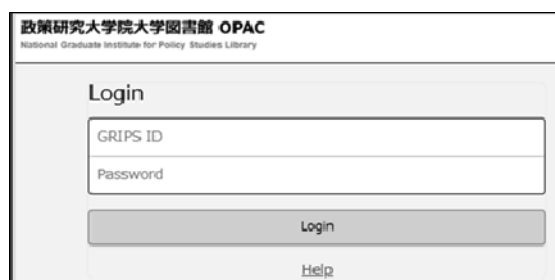 政策研究大学院大学図書館 OPAC
National Graduate Institute for Policy Studies Library
Login
GRIPS ID
Password
Login
Help